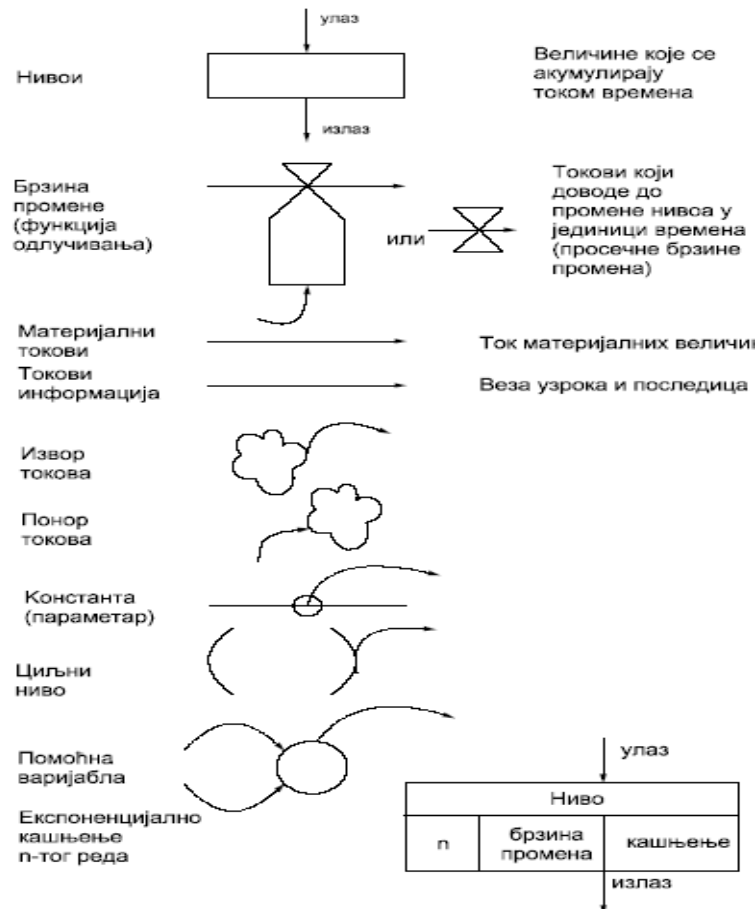 улаз
Нивои
Величине које се
акумулирају
током времена
излаз
Брзина
промене
(функција
одлучивања)
или
Токови који
доводе до
промене нивоа у
јединици времена
(просечне брзине
промена)
Материјални
токови
Ток материјалних величин
Токови
информација
Веза узрока и последица
Извор
токова
Понор
токова
Константа
(параметар)
Циљни
ниво
Помоћна
варијабла
Експоненцијално
кашњење
n-тог реда
улаз
Ниво
n
брзина
промена
кашњење
излаз